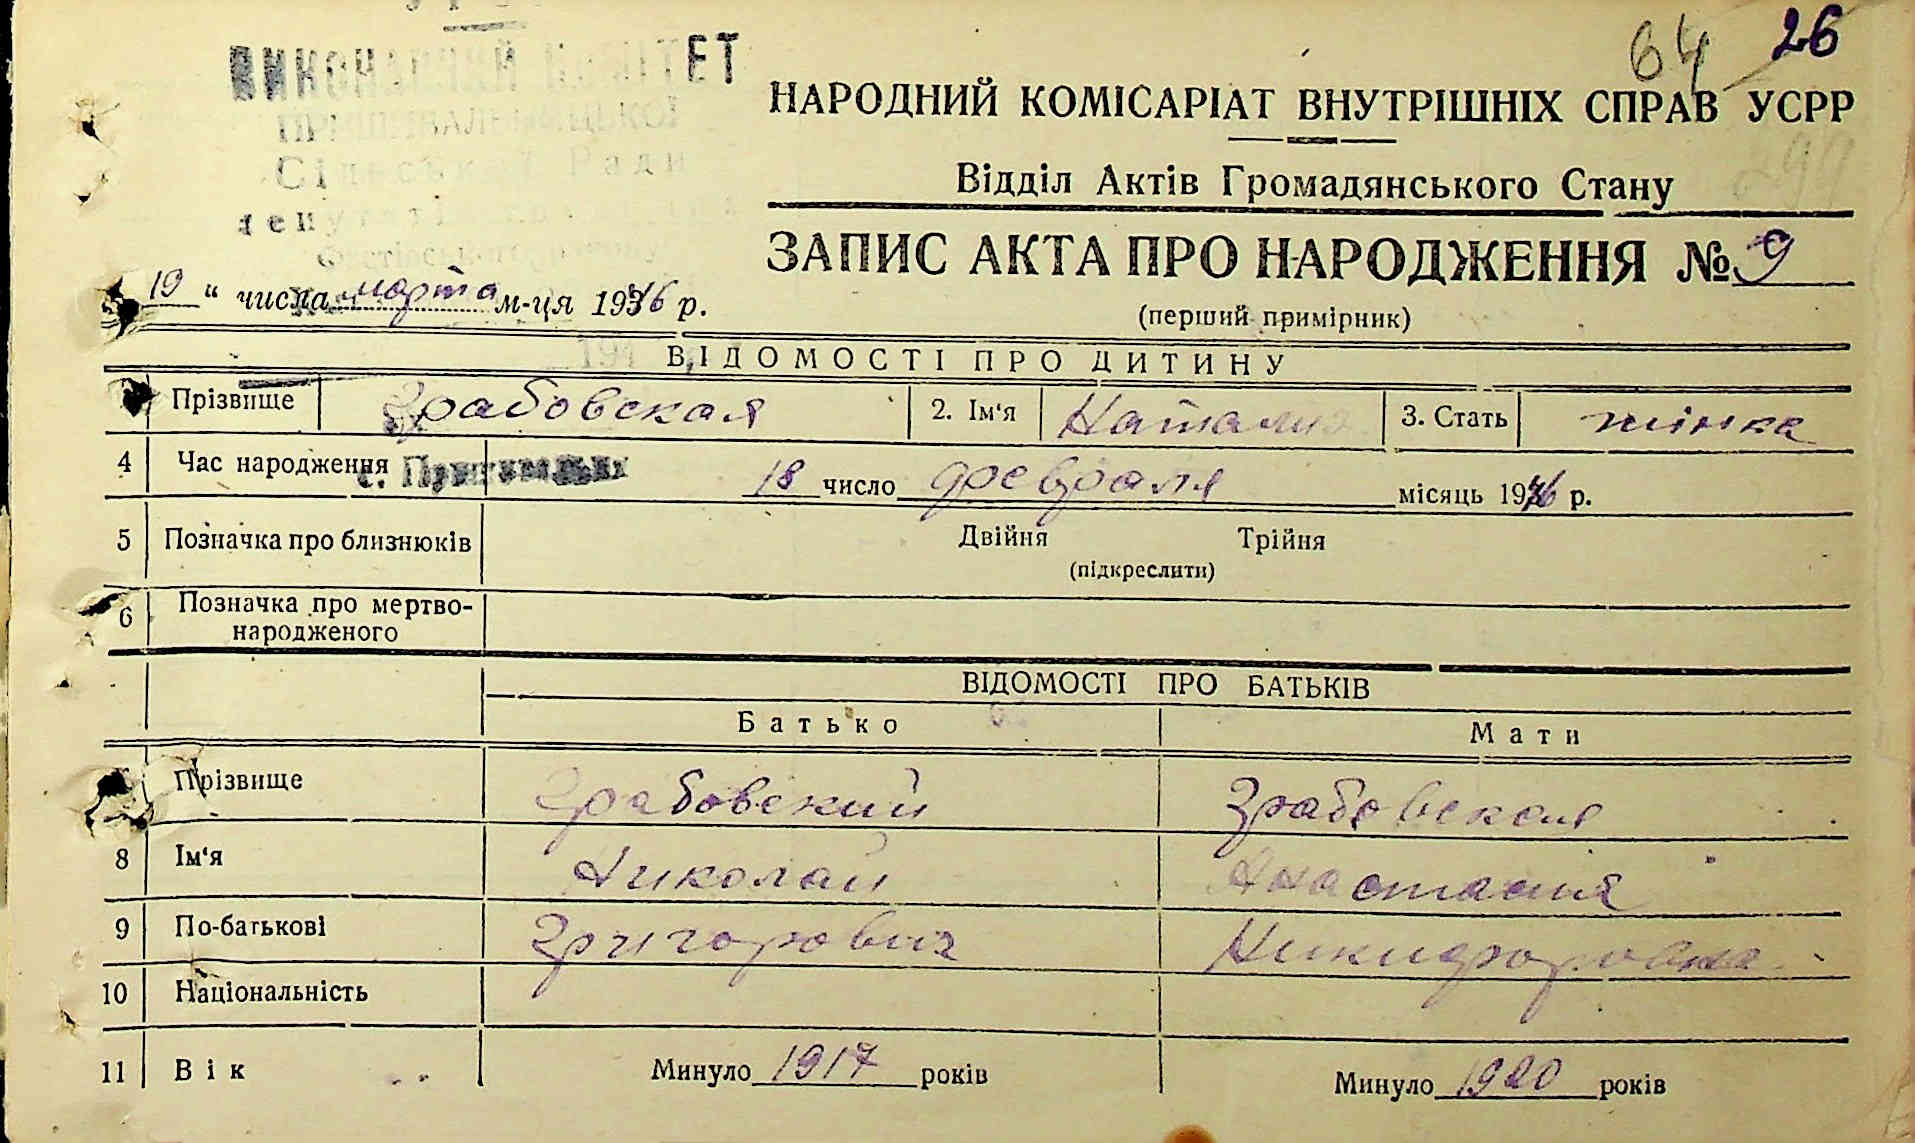 64 26
ВИКОНАВЧИЙ КОМІТЕТ
НАРОДНИЙ КОМІСАРІАТ ВНУТРІШНІХ СПРАВ УСРР
Сільської Ради
Відділ Актів Громадянського Стану
ЗАПИС АКТА ПРО НАРОДЖЕННЯ № 9
(перший примірник)
19 " числа марта м-ця 1946 р.
ВІДОМОСТІ ПРО ДИТИНУ
Прізвище Грабовская 2. Ім'я Наталия 3. Стать жінка
4 Час народження 18 число февраля місяць 1946 р.
5 Позначка про близнюків Двійня Трійня
(підкреслити)
6 Позначка про мертво-
народженого
ВІДОМОСТІ ПРО БАТЬКІВ
Батько Мати
Прізвище Грабовский Грабовская
8 Ім'я Николай Анастасия
9 По-батькові Григорович Никифоровна
10 Національність
11 Вік Минуло 1917 років Минуло 1920 років